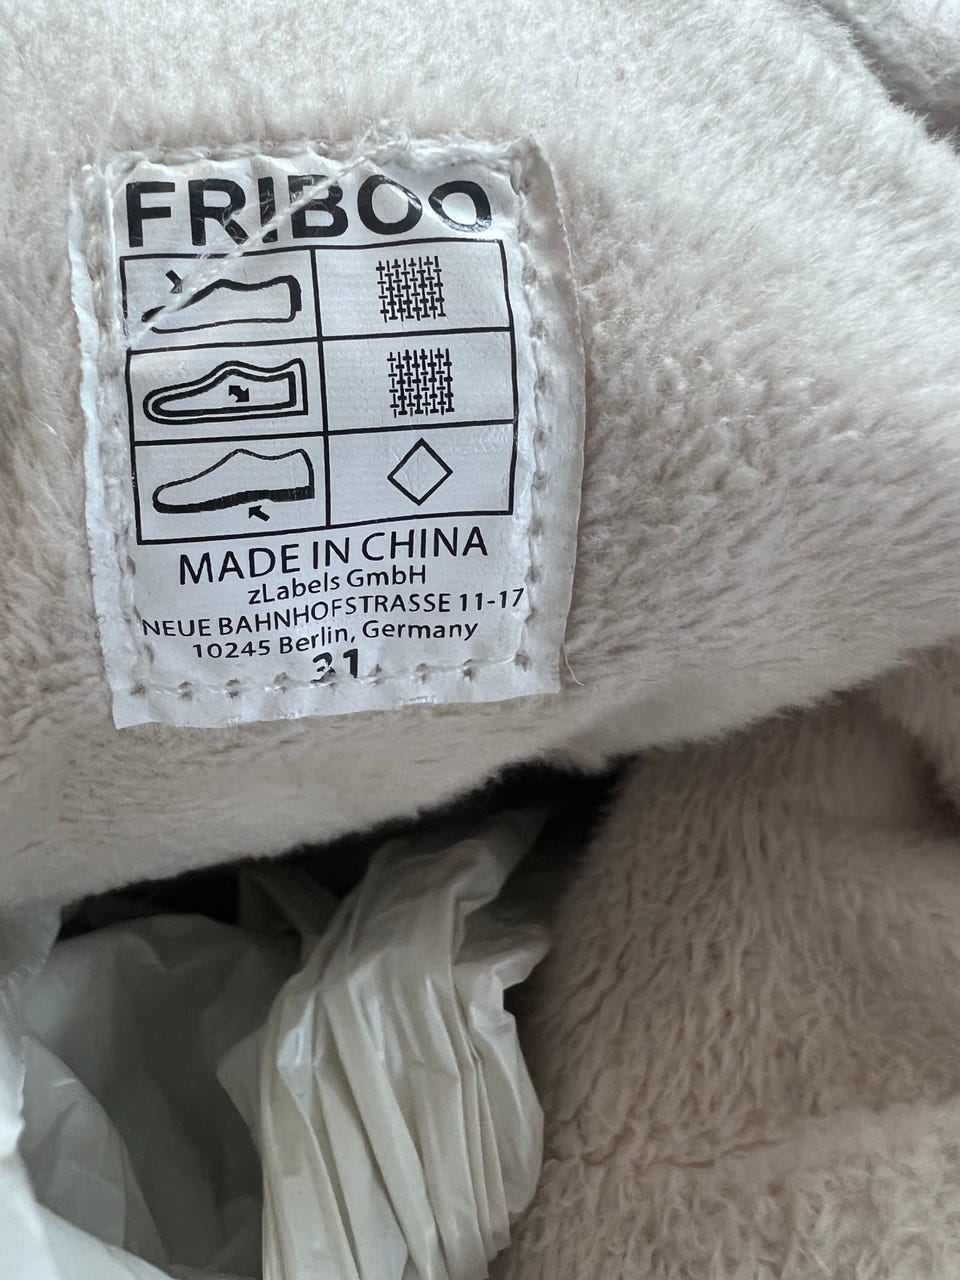 FRIBOO
MADE IN CHINA
zLabels GmbH
NEUE BAHNHOFSTRASSE 11-17
10245 Berlin, Germany
31